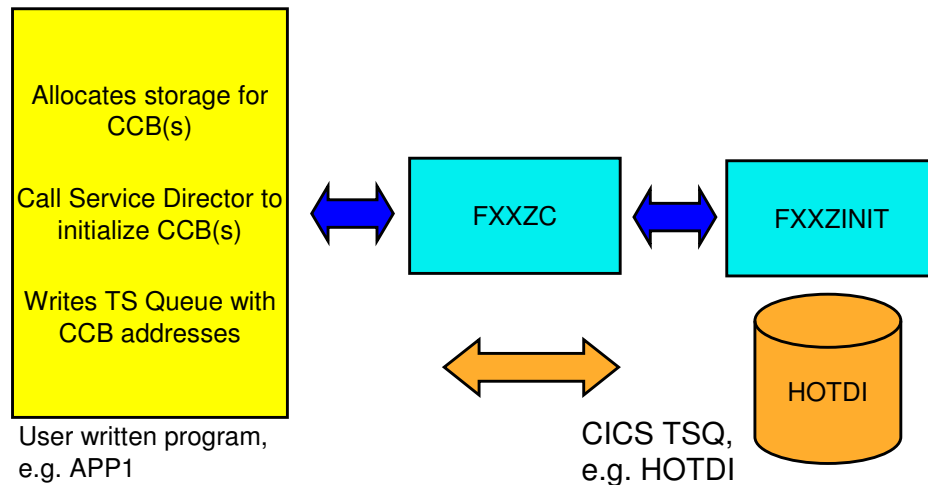 Allocates storage for
CCB(s)
Call Service Director to
initialize CCB(s)
Writes TS Queue with
CCB addresses
User written program,
e.g. APP1
FXXZC
FXXZINIT
HOTDI
CICS TSQ,
e.g. HOTDI